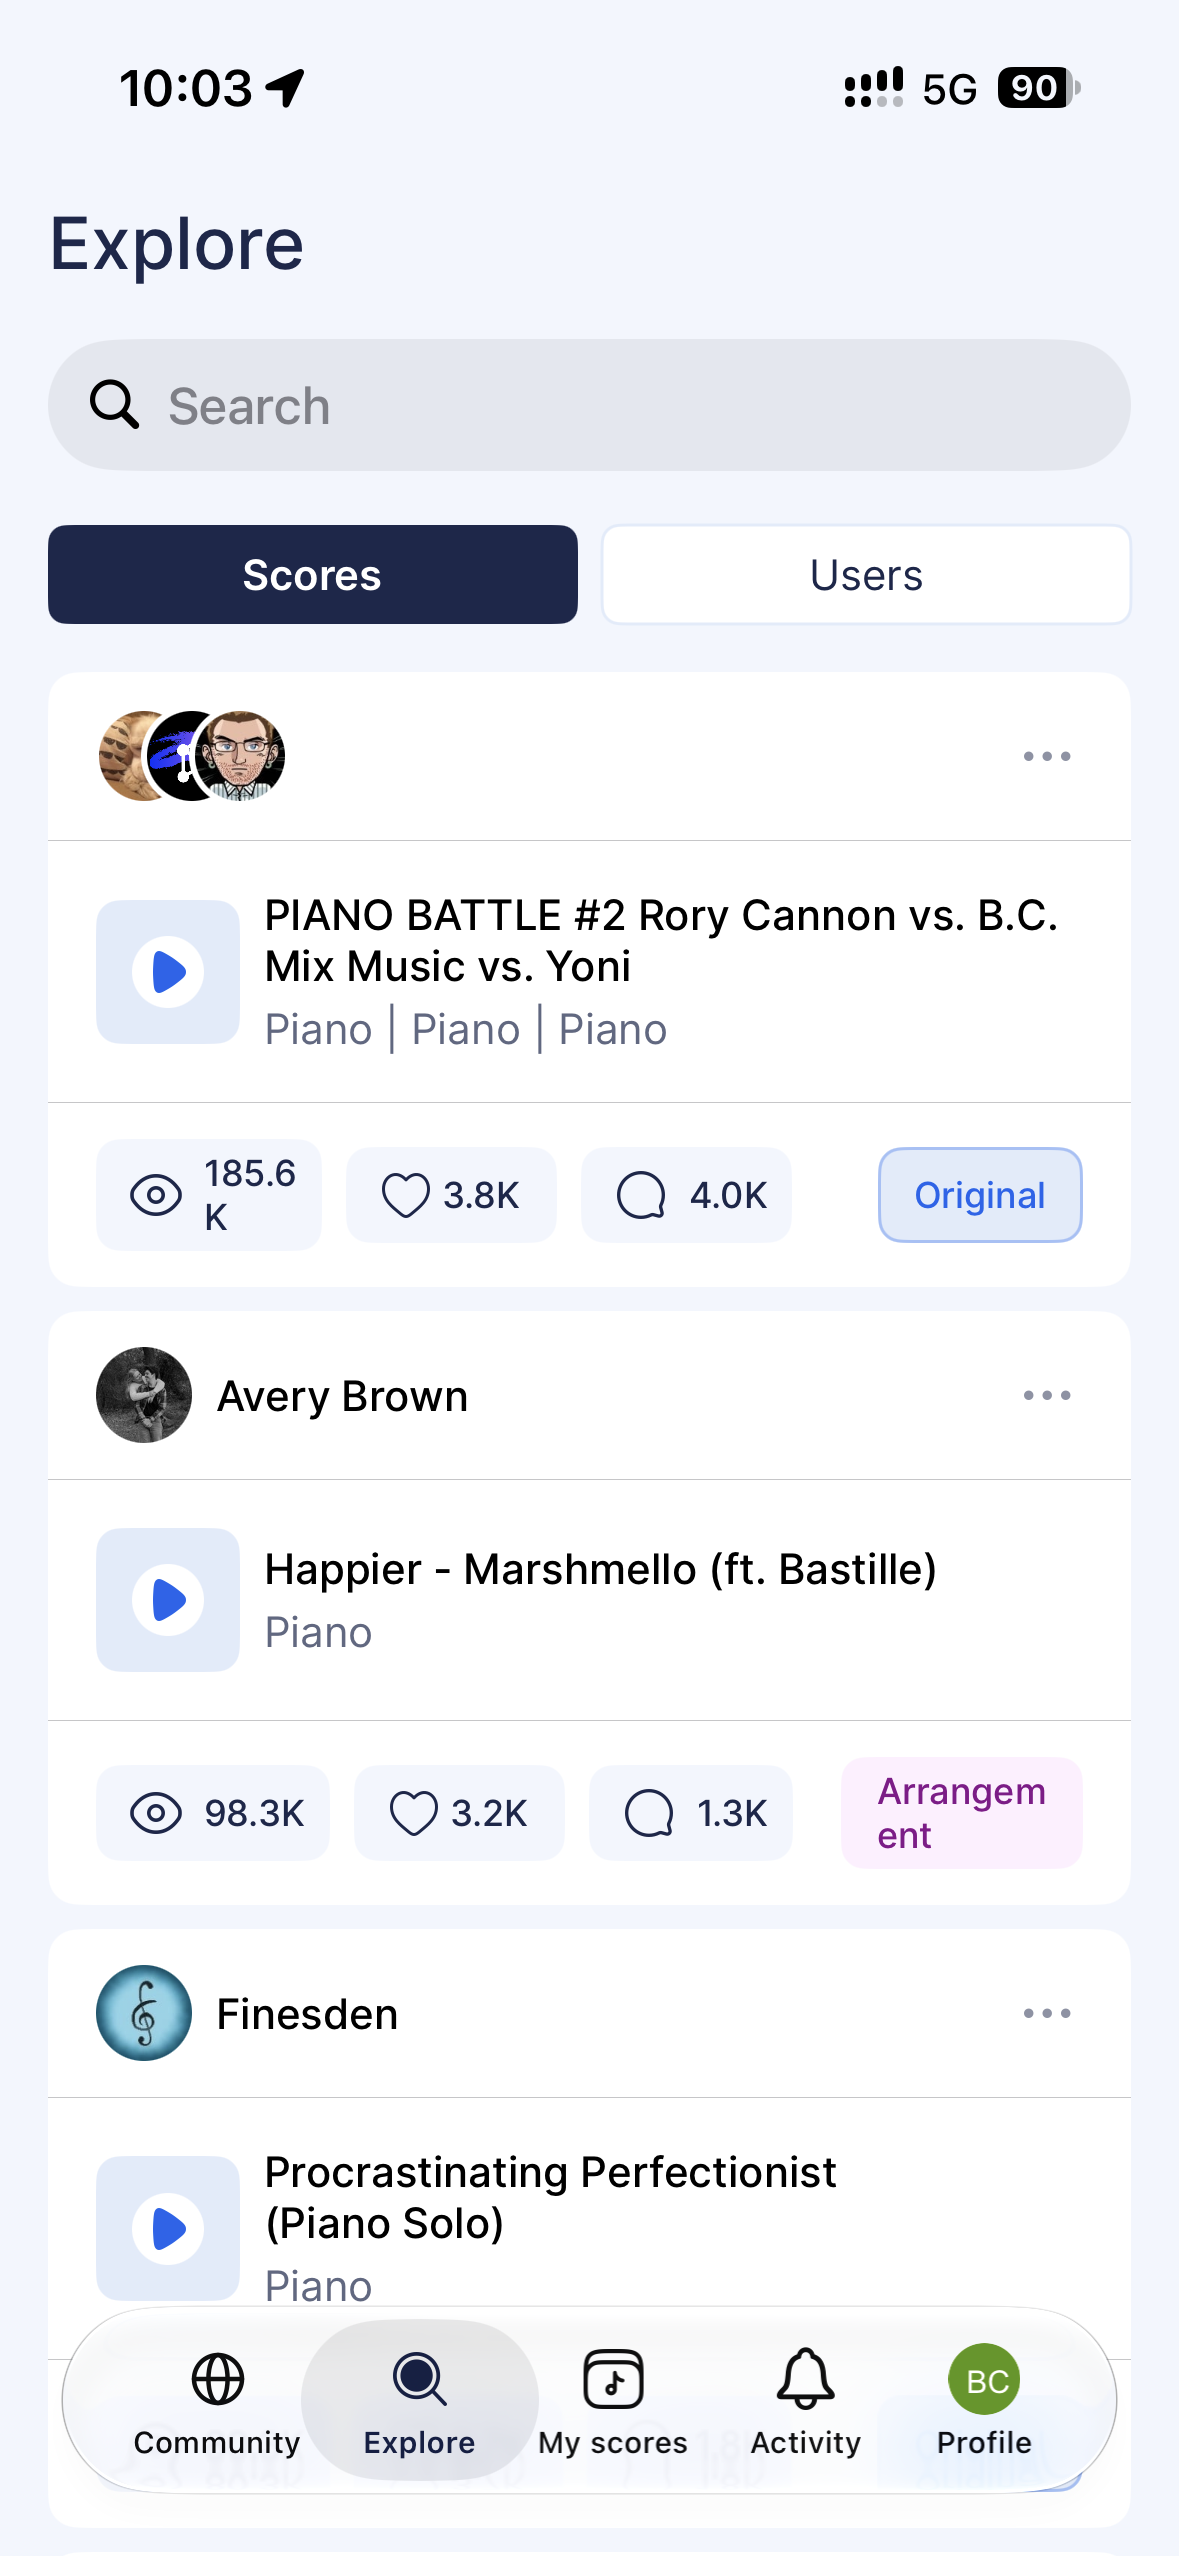 10:03
5G
90
Explore
Search
Scores
Users
PIANO BATTLE #2 Rory Cannon vs. B.C.
Mix Music vs. Yoni
Piano | Piano | Piano
185.6
K
3.8K
4.0K
Original
Avery Brown
Happier - Marshmello (ft. Bastille)
Piano
98.3K
3.2K
1.3K
Arrangem
ent
Finesden
Procrastinating Perfectionist
(Piano Solo)
Piano
Community
Explore
My scores
Activity
BC
Profile